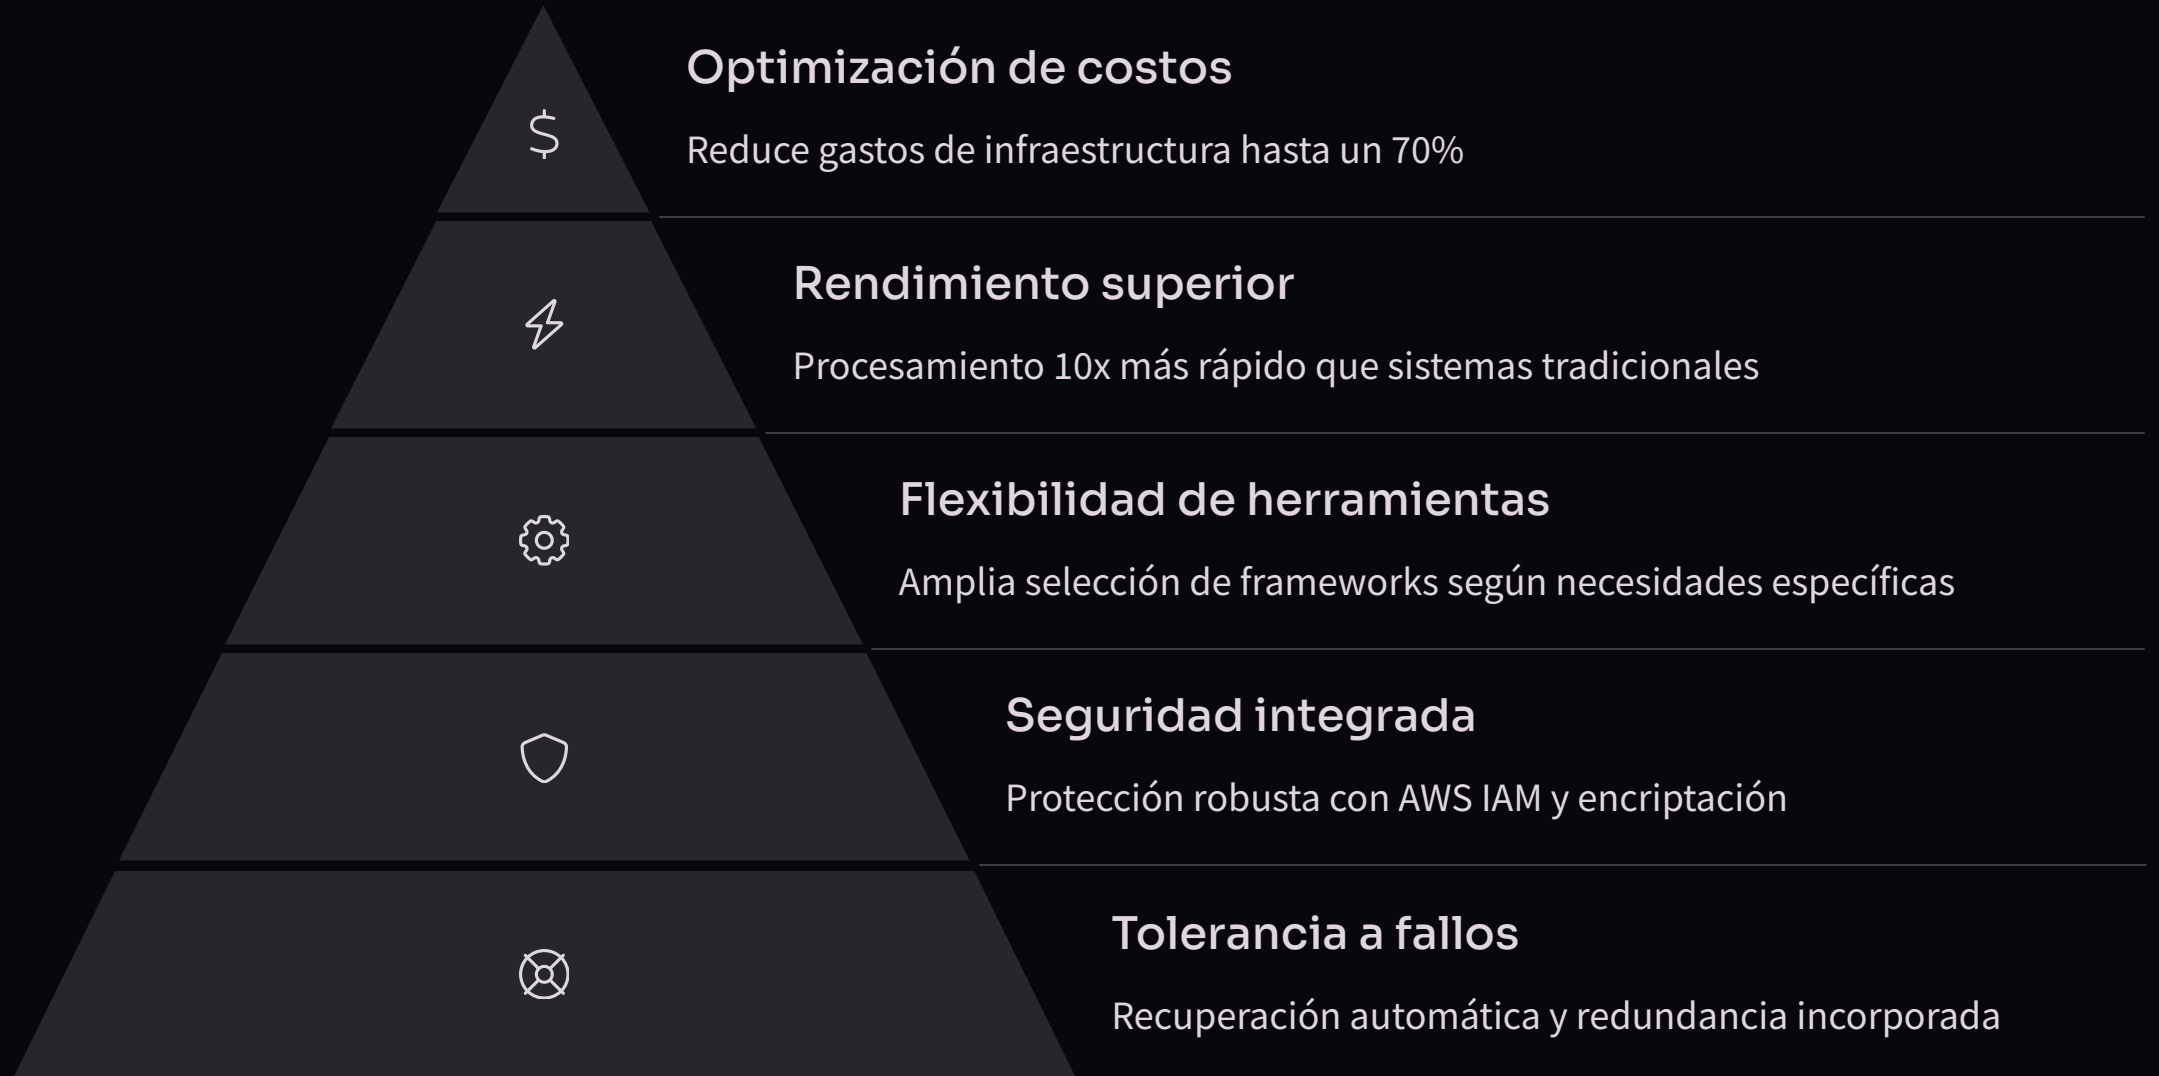 Optimización de costos
Reduce gastos de infraestructura hasta un 70%
Rendimiento superior
Procesamiento 10x más rápido que sistemas tradicionales
Flexibilidad de herramientas
Amplia selección de frameworks según necesidades específicas
Seguridad integrada
Protección robusta con AWS IAM y encriptación
Tolerancia a fallos
Recuperación automática y redundancia incorporada